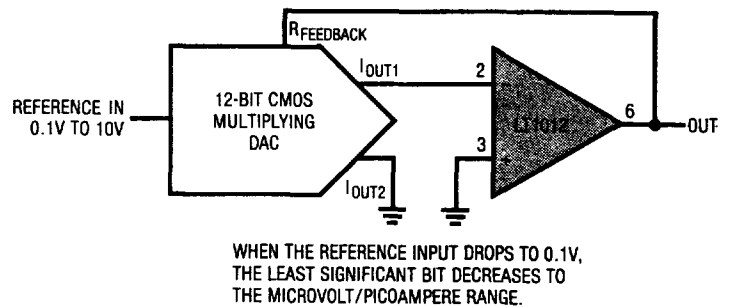 RFEEDBACK
IOUT1
2
12-BIT CMOS
MULTIPLYING
DAC
REFERENCE IN
0.1V TO 10V
LT1012
6
OUT
3
IOUT2
WHEN THE REFERENCE INPUT DROPS TO 0.1V,
THE LEAST SIGNIFICANT BIT DECREASES TO
THE MICROVOLT/PICOAMPERE RANGE.